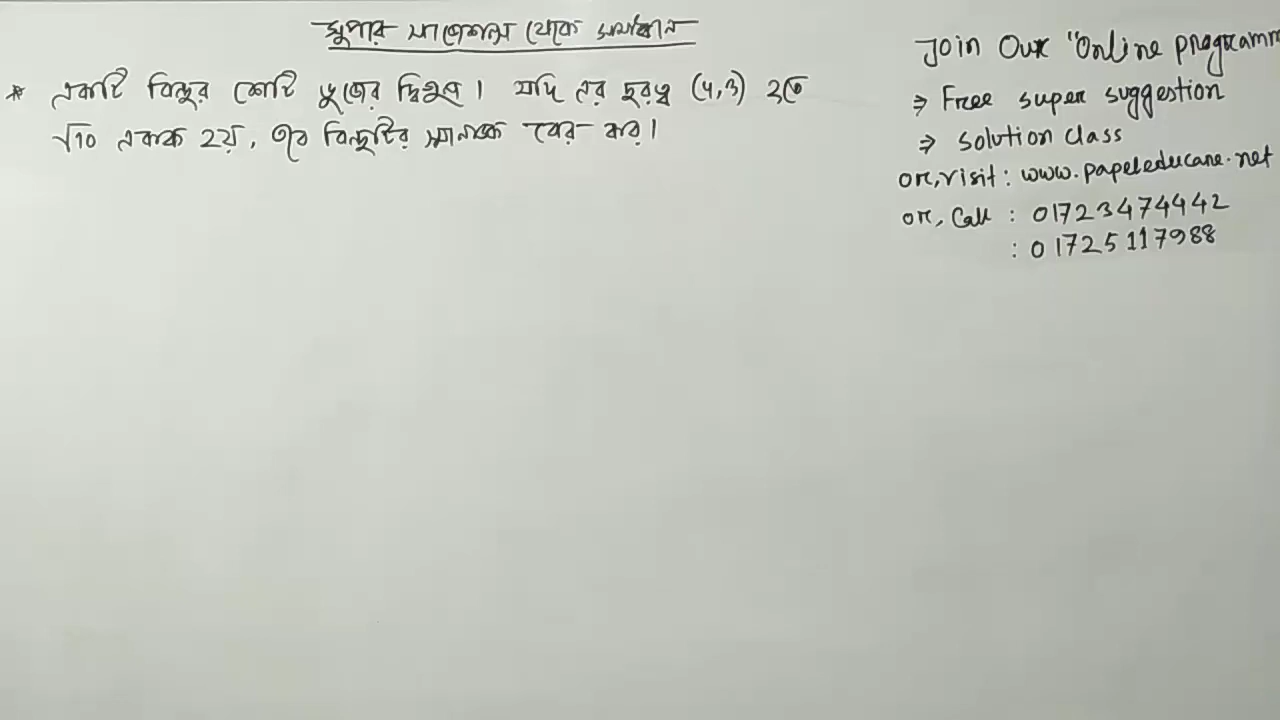 সুপার সাজেশন্স থেকে সমাধান
* একটি বিন্দুর কোটি ভুজের দ্বিগুণ। যদি এর দূরত্ব (4,3) হতে
√10 একক হয়, তবে বিন্দুটির স্থানাঙ্ক বের কর।
Join Our "Online programm
⇒ Free super suggestion
⇒ Solution class
or, visit: www.papeleducare.net
or, Call : 01723474442
: 01725117988